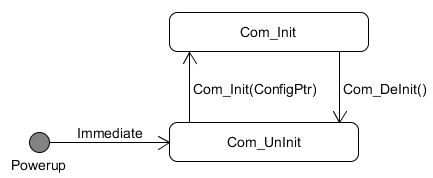 Com_Init
Com_Init(ConfigPtr)
Com_DeInit()
Immediate
Com_UnInit
Powerup